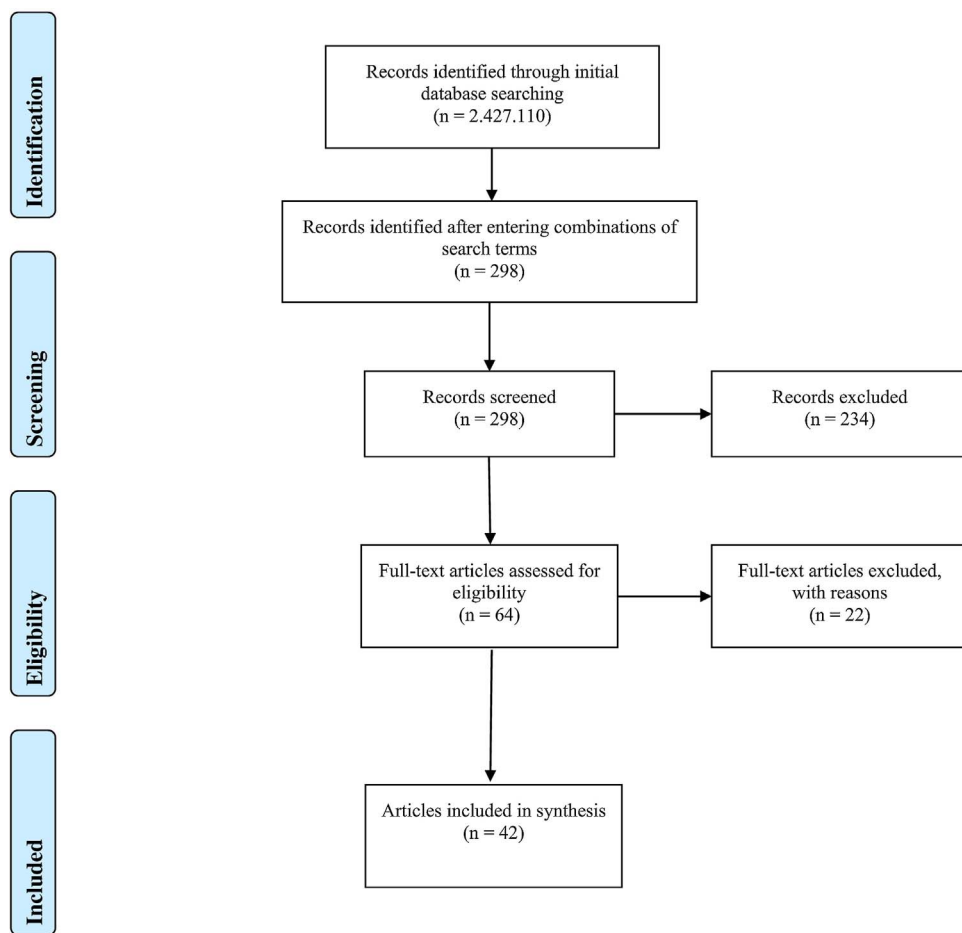 Identification
Records identified through initial
database searching
(n = 2.427.110)
Records identified after entering combinations of
search terms
(n = 298)
Screening
Records screened
(n = 298)
Records excluded
(n = 234)
Eligibility
Full-text articles assessed for
eligibility
(n = 64)
Full-text articles excluded,
with reasons
(n = 22)
Included
Articles included in synthesis
(n = 42)